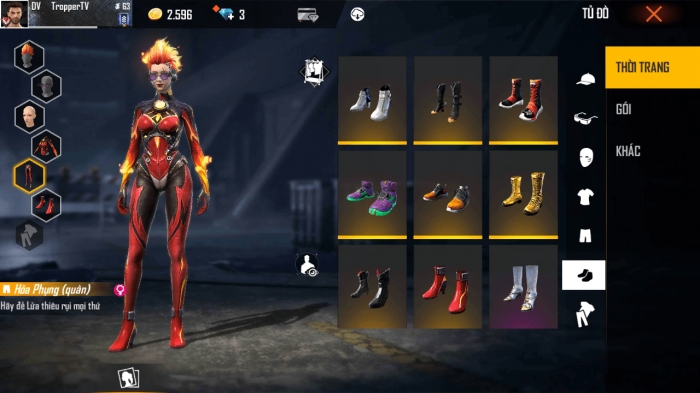 DV TropperTV # 63
2.596
3
TỦ ĐỒ
THỜI TRANG
GÓI
KHÁC
Hỏa Phụng (quần)
Hãy để Lửa thiêu rụi mọi thứ